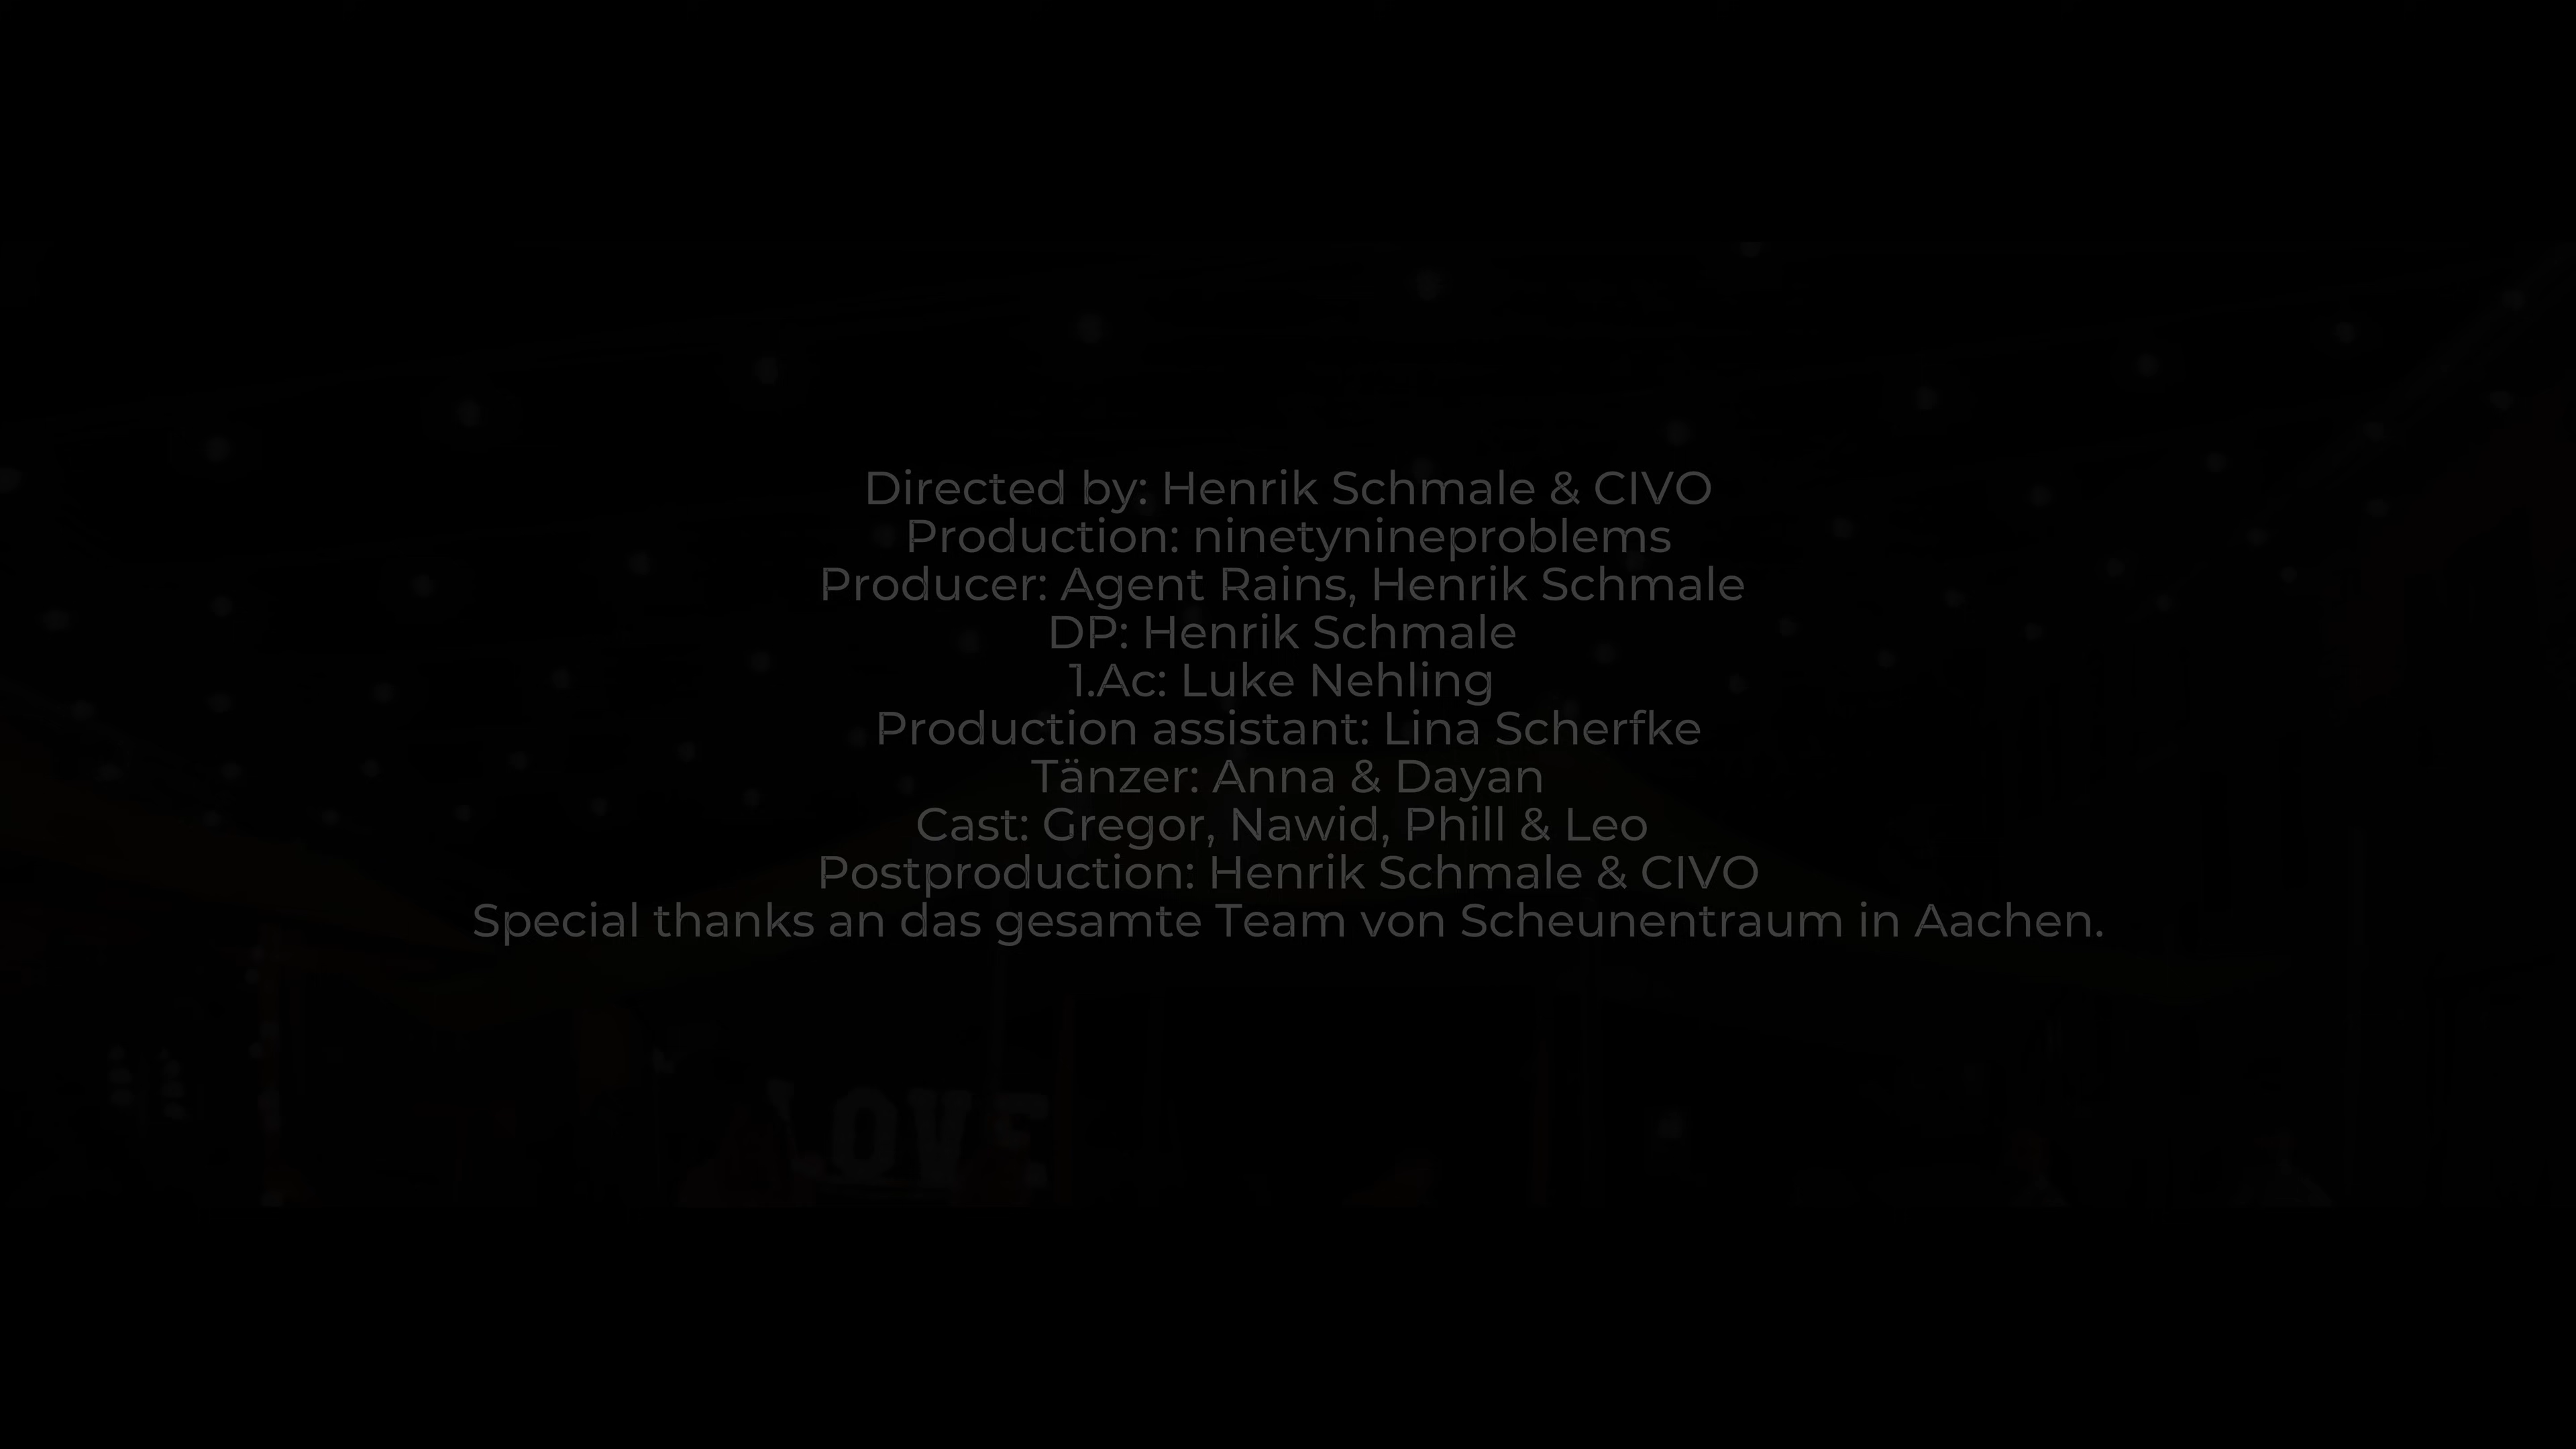 Directed by: Henrik Schmale & CIVO
Production: ninetynineproblems
Producer: Agent Rains, Henrik Schmale
DP: Henrik Schmale
1.Ac: Luke Nehling
Production assistant: Lina Scherfke
Tänzer: Anna & Dayan
Cast: Gregor, Nawid, Phill & Leo
Postproduction: Henrik Schmale & CIVO
Special thanks an das gesamte Team von Scheunentraum in Aachen.
LOVE